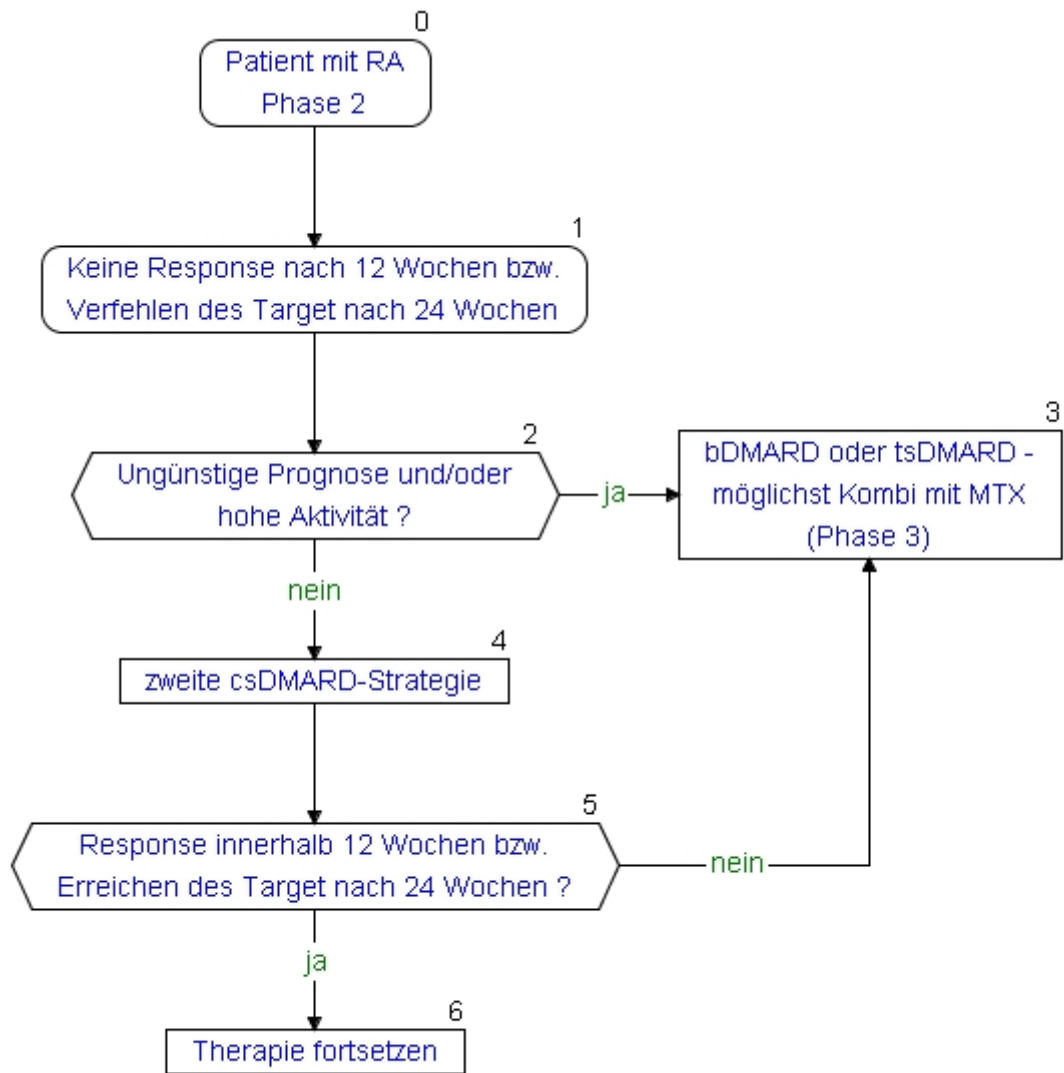 0
Patient mit RA
Phase 2
1
Keine Response nach 12 Wochen bzw.
Verfehlen des Target nach 24 Wochen
2
Ungünstige Prognose und/oder
hohe Aktivität ?
ja
3
bDMARD oder tsDMARD -
möglichst Kombi mit MTX
(Phase 3)
nein
4
zweite csDMARD-Strategie
5
Response innerhalb 12 Wochen bzw.
Erreichen des Target nach 24 Wochen ?
nein
ja
6
Therapie fortsetzen